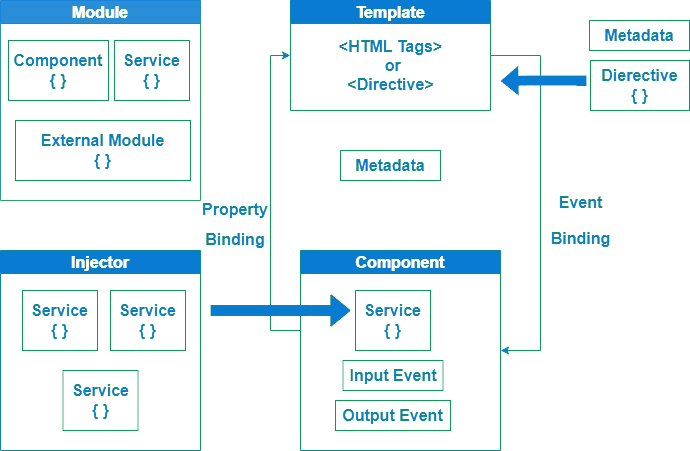 Module
Component
{ }
Service
{ }
External Module
{ }
Template
<HTML Tags>
or
<Directive>
Metadata
Dierective
{ }
Metadata
Property
Binding
Event
Binding
Injector
Service
{ }
Service
{ }
Service
{ }
Component
Service
{ }
Input Event
Output Event